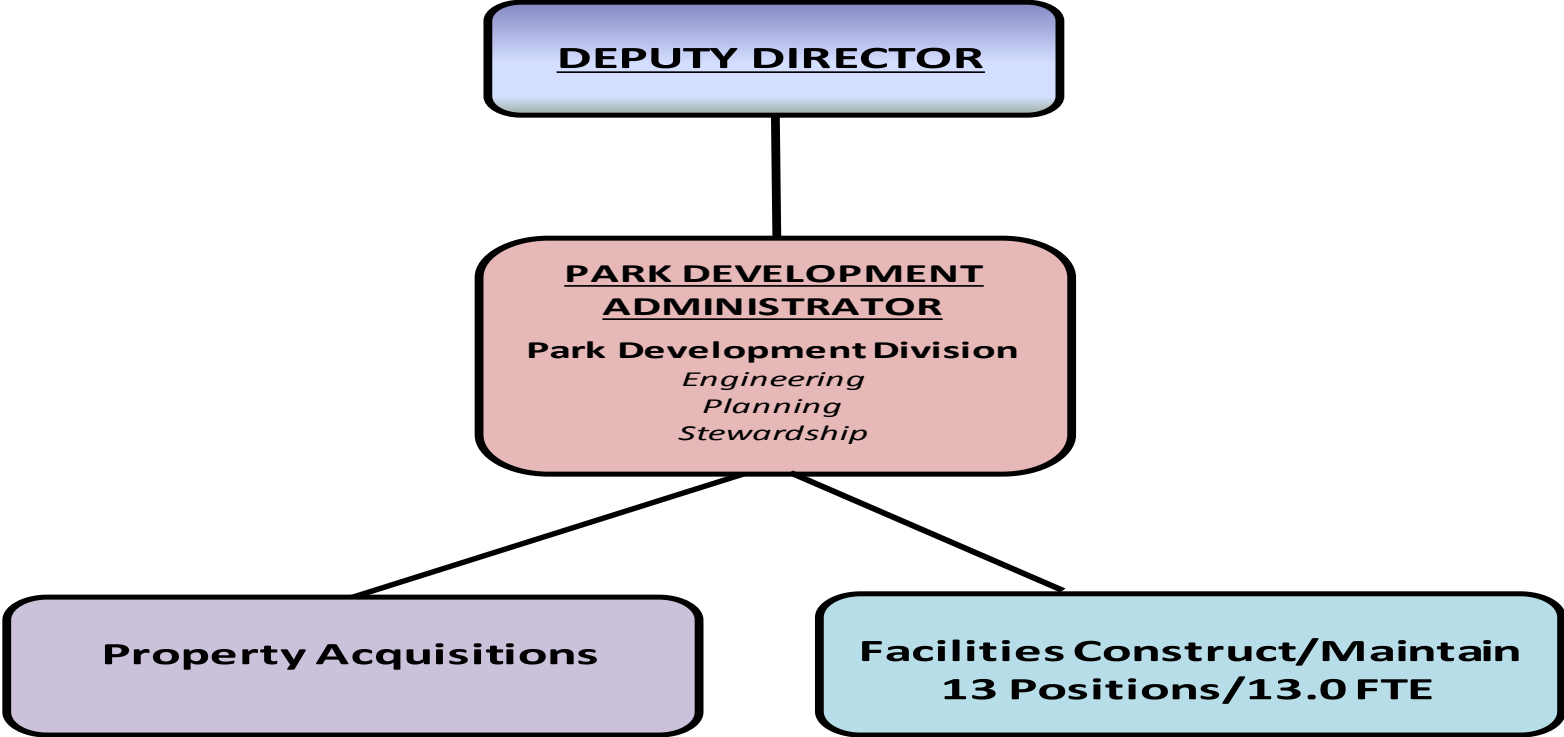 DEPUTY DIRECTOR
PARK DEVELOPMENT
ADMINISTRATOR
Park Development Division
Engineering
Planning
Stewardship
Property Acquisitions
Facilities Construct/Maintain
13 Positions/13.0 FTE